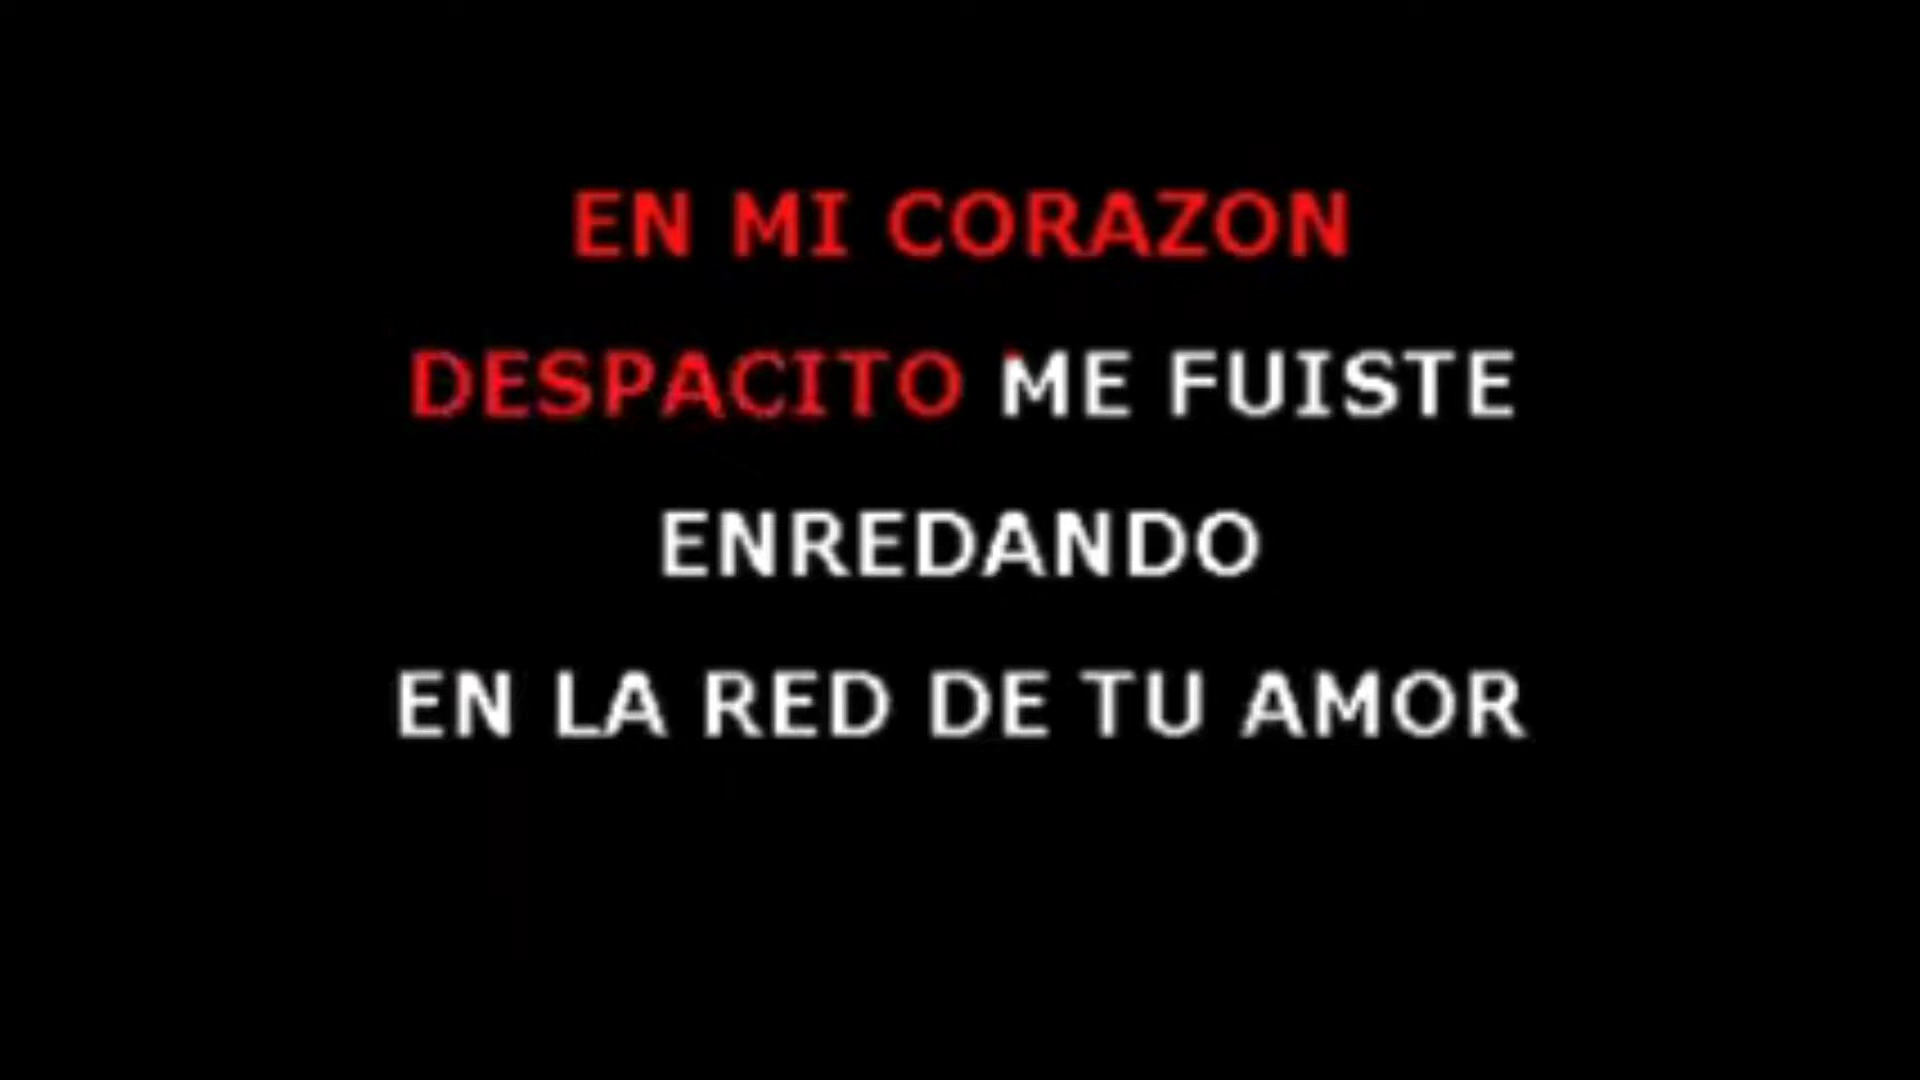 EN MI CORAZON
DESPACITO ME FUISTE
ENREDANDO
EN LA RED DE TU AMOR